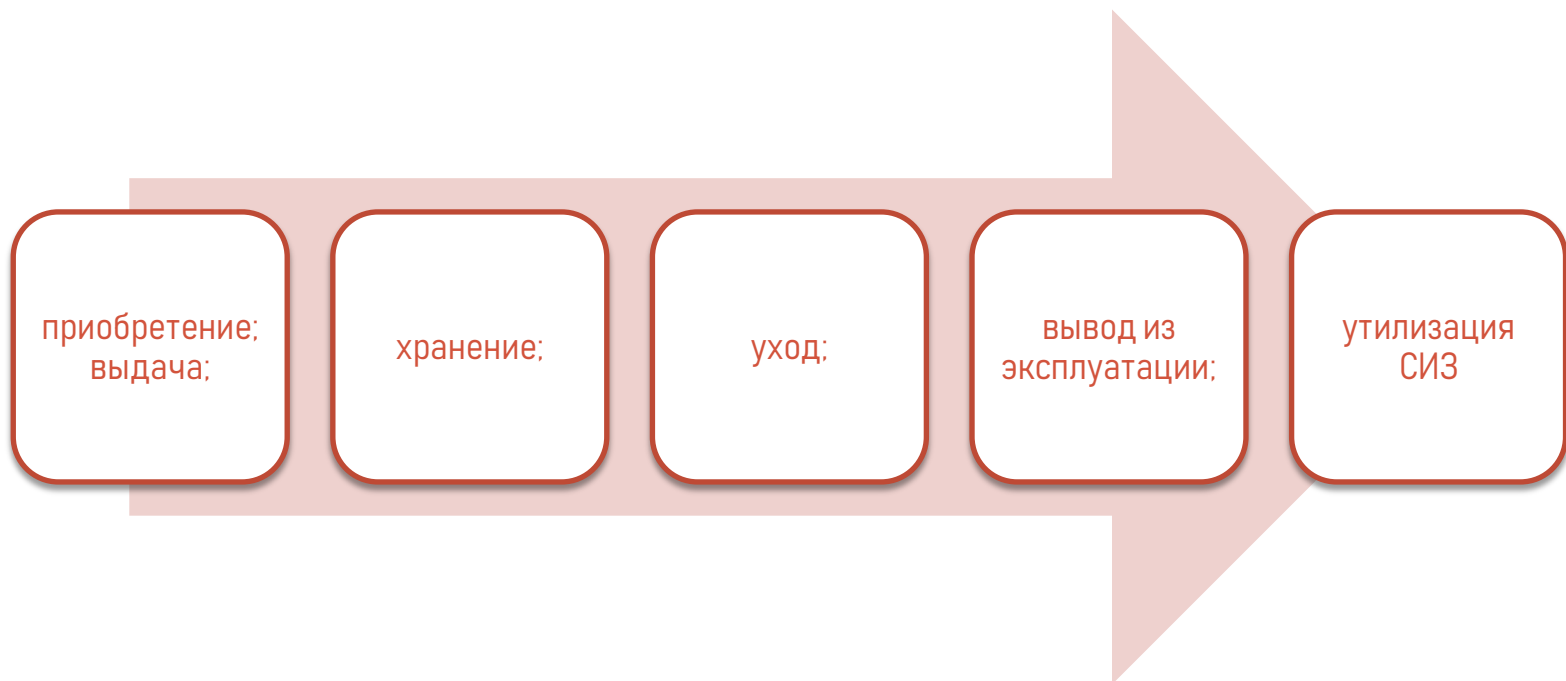 приобретение;
выдача;
хранение;
уход;
вывод из
эксплуатации;
утилизация
СИЗ